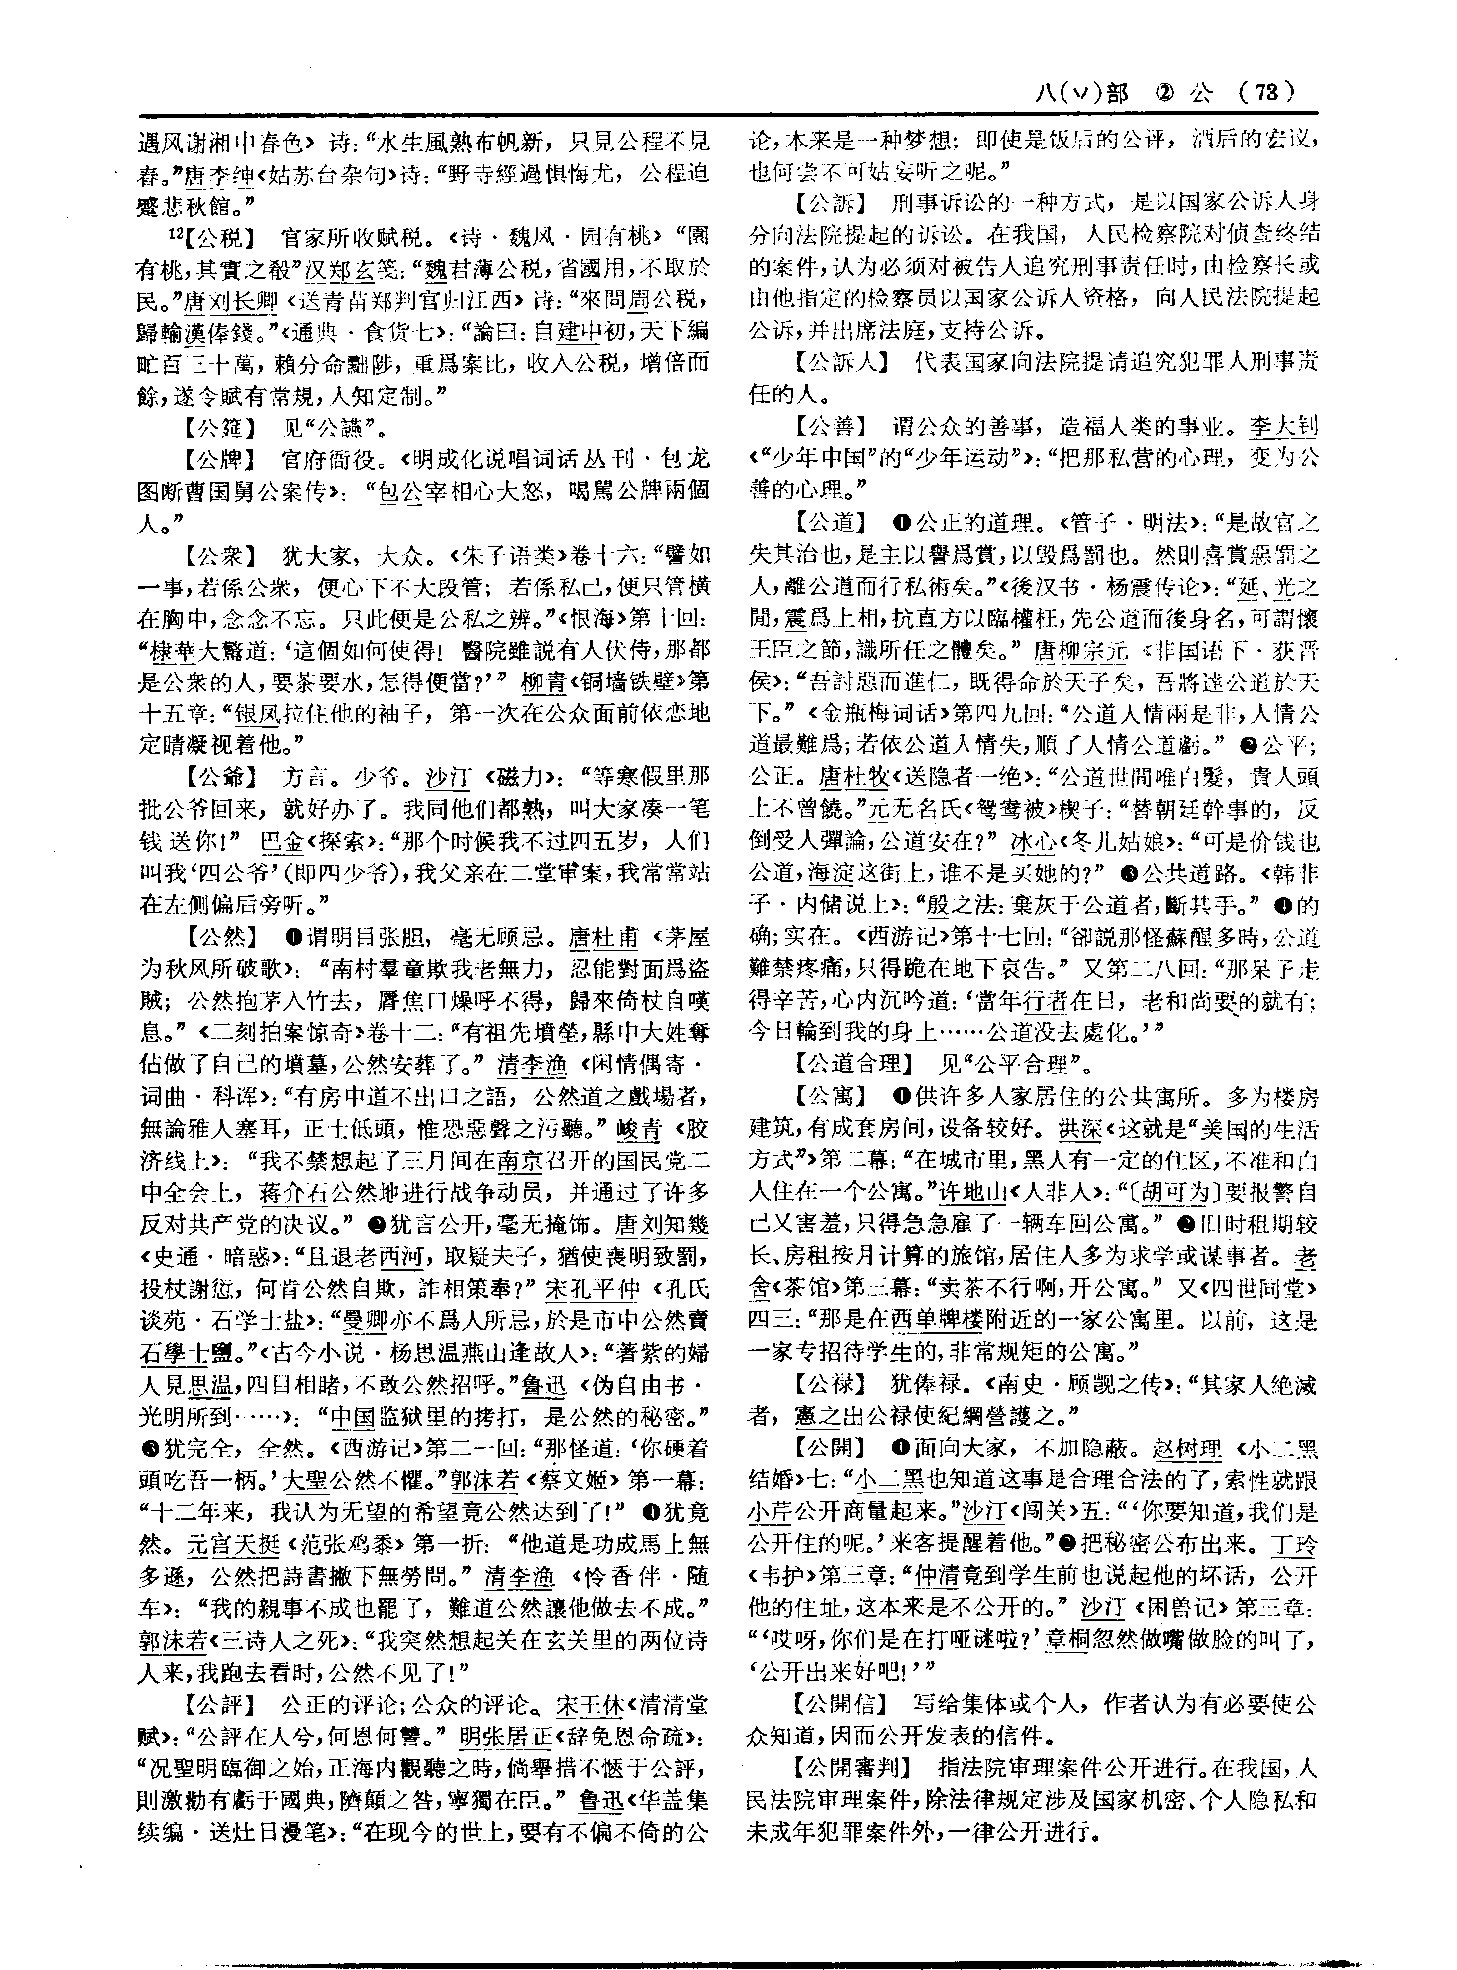 八(丷)部 ② 公 (73)
遇风谢湘中春色》 诗：“水生風熟布帆新，只見公程不見
春。”唐李绅《姑苏台杂句》诗：“野寺經過惧悔尤，公程迫
蹙悲秋館。”
12【公税】 官家所收赋税。《诗·魏风·园有桃》 “園
有桃，其實之殽”汉郑玄笺：“魏君薄公税，省國用，不取於
民。”唐刘长卿《送青苗郑判官归江西》诗：“來問周公税，
歸輸漢俸錢。”《通典·食货七》：“論曰：自建中初，天下編
甿百三十萬，賴分命黜陟，重爲案比，收入公税，增倍而
餘，遂令賦有常規，人知定制。”
【公筵】 见“公讌”。
【公牌】 官府衙役。《明成化说唱词话丛刊·包龙
图断曹国舅公案传》：“包公宰相心大怒，喝駡公牌兩個
人。”
【公衆】 犹大家，大众。《朱子语类》卷十六：“譬如
一事，若係公衆，便心下不大段管；若係私己，便只管横
在胸中，念念不忘。只此便是公私之辨。”《恨海》第十回：
“棣華大驚道：‘這個如何使得！醫院雖説有人伏侍，那都
是公衆的人，要茶要水，怎得便當？’”柳青《铜墙铁壁》第
十五章：“银凤拉住他的袖子，第一次在公众面前依恋地
定睛凝视着他。”
【公爺】 方言。少爷。沙汀《磁力》：“等寒假里那
批公爷回来，就好办了。我同他们都熟，叫大家凑一笔
钱送你！”巴金《探索》：“那个时候我不过四五岁，人们
叫我‘四公爷’（即四少爷），我父亲在二堂审案，我常常站
在左侧偏后旁听。”
【公然】 ❶谓明目张胆，毫无顾忌。唐杜甫《茅屋
为秋风所破歌》：“南村羣童欺我老無力，忍能對面爲盜
賊；公然抱茅入竹去，脣焦口燥呼不得，歸來倚杖自嘆
息。”《二刻拍案惊奇》卷十二：“有祖先墳塋，縣中大姓奪
佔做了自己的墳墓，公然安葬了。”清李渔《闲情偶寄·
词曲·科诨》：“有房中道不出口之語，公然道之戲場者，
無論雅人塞耳，正士低頭，惟恐惡聲之污聽。”峻青《胶
济线上》：“我不禁想起了三月间在南京召开的国民党二
中全会上，蒋介石公然地进行战争动员，并通过了许多
反对共产党的决议。”❷犹言公开，毫无掩饰。唐刘知幾
《史通·暗惑》：“且退老西河，取疑夫子，猶使喪明致罰，
投杖謝愆，何肯公然自欺，詐相策奉？”宋孔平仲《孔氏
谈苑·石学士盐》：“曼卿亦不爲人所忌，於是市中公然賣
石學士鹽。”《古今小说·杨思温燕山逢故人》：“著紫的婦
人見思温，四目相睹，不敢公然招呼。”鲁迅《伪自由书·
光明所到……》：“中国监狱里的拷打，是公然的秘密。”
❸犹完全，全然。《西游记》第二一回：“那怪道：‘你硬着
頭吃吾一柄。’大聖公然不懼。”郭沫若《蔡文姬》第一幕：
“十二年来，我认为无望的希望竟公然达到了！”❹犹竟
然。元宫天挺《范张鸡黍》第一折：“他道是功成馬上無
多遜，公然把詩書撇下無勞問。”清李渔《怜香伴·随
车》：“我的親事不成也罷了，難道公然讓他做去不成。”
郭沫若《三诗人之死》：“我突然想起关在玄关里的两位诗
人来，我跑去看时，公然不见了！”
【公評】 公正的评论；公众的评论。宋王休《清清堂
赋》：“公評在人兮，何恩何讐。”明张居正《辞免恩命疏》：
“况聖明臨御之始，正海内觀聽之時，倘舉措不愜于公評，
則激勸有虧于國典，隮顛之咎，寧獨在臣。”鲁迅《华盖集
续编·送灶日漫笔》：“在现今的世上，要有不偏不倚的公
论，本来是一种梦想；即使是饭后的公评，酒后的宏议，
也何尝不可姑妄听之呢。”
【公訴】 刑事诉讼的一种方式，是以国家公诉人身
分向法院提起的诉讼。在我国，人民检察院对侦查终结
的案件，认为必须对被告人追究刑事责任时，由检察长或
由他指定的检察员以国家公诉人资格，向人民法院提起
公诉，并出席法庭，支持公诉。
【公訴人】 代表国家向法院提请追究犯罪人刑事责
任的人。
【公善】 谓公众的善事，造福人类的事业。李大钊
《“少年中国”的“少年运动”》：“把那私营的心理，变为公
善的心理。”
【公道】 ❶公正的道理。《管子·明法》：“是故官之
失其治也，是主以譽爲賞，以毁爲罰也。然則喜賞惡罰之
人，離公道而行私術矣。”《後汉书·杨震传论》：“延、光之
閒，震爲上相，抗直方以臨權枉，先公道而後身名，可謂懷
王臣之節，識所任之體矣。”唐柳宗元《非国语下·获晋
侯》：“吾討惡而進仁，既得命於天子矣，吾將達公道於天
下。”《金瓶梅词话》第四九回：“公道人情兩是非，人情公
道最難爲；若依公道人情失，順了人情公道虧。”❷公平；
公正。唐杜牧《送隐者一绝》：“公道世間唯白髮，貴人頭
上不曾饒。”元无名氏《鸳鸯被》楔子：“替朝廷幹事的，反
倒受人彈論，公道安在？”冰心《冬儿姑娘》：“可是价钱也
公道，海淀这街上，谁不是买她的？”❸公共道路。《韩非
子·内储说上》：“殷之法：棄灰于公道者，斷其手。”❹的
确；实在。《西游记》第十七回：“卻説那怪蘇醒多時，公道
難禁疼痛，只得跪在地下哀告。”又第二八回：“那呆子走
得辛苦，心内沉吟道：‘當年行者在日，老和尚要的就有；
今日輪到我的身上……公道没去處化。’”
【公道合理】 见“公平合理”。
【公寓】 ❶供许多人家居住的公共寓所。多为楼房
建筑，有成套房间，设备较好。洪深《这就是“美国的生活
方式”》第二幕：“在城市里，黑人有一定的住区，不准和白
人住在一个公寓。”许地山《人非人》：“〔胡可为〕要报警自
己又害羞，只得急急雇了一辆车回公寓。”❷旧时租期较
长、房租按月计算的旅馆，居住人多为求学或谋事者。老
舍《茶馆》第三幕：“卖茶不行啊，开公寓。”又《四世同堂》
四三：“那是在西单牌楼附近的一家公寓里。以前，这是
一家专招待学生的，非常规矩的公寓。”
【公禄】 犹俸禄。《南史·顾觊之传》：“其家人绝滅
者，憲之出公禄使紀綱營護之。”
【公開】 ❶面向大家，不加隐蔽。赵树理《小二黑
结婚》七：“小二黑也知道这事是合理合法的了，索性就跟
小芹公开商量起来。”沙汀《闯关》五：“‘你要知道，我们是
公开住的呢。’来客提醒着他。”❷把秘密公布出来。丁玲
《韦护》第三章：“仲清竟到学生前也说起他的坏话，公开
他的住址，这本来是不公开的。”沙汀《困兽记》第三章：
“‘哎呀，你们是在打哑谜啦？’章桐忽然做嘴做脸的叫了，
‘公开出来好吧！’”
【公開信】 写给集体或个人，作者认为有必要使公
众知道，因而公开发表的信件。
【公開審判】 指法院审理案件公开进行。在我国，人
民法院审理案件，除法律规定涉及国家机密、个人隐私和
未成年犯罪案件外，一律公开进行。